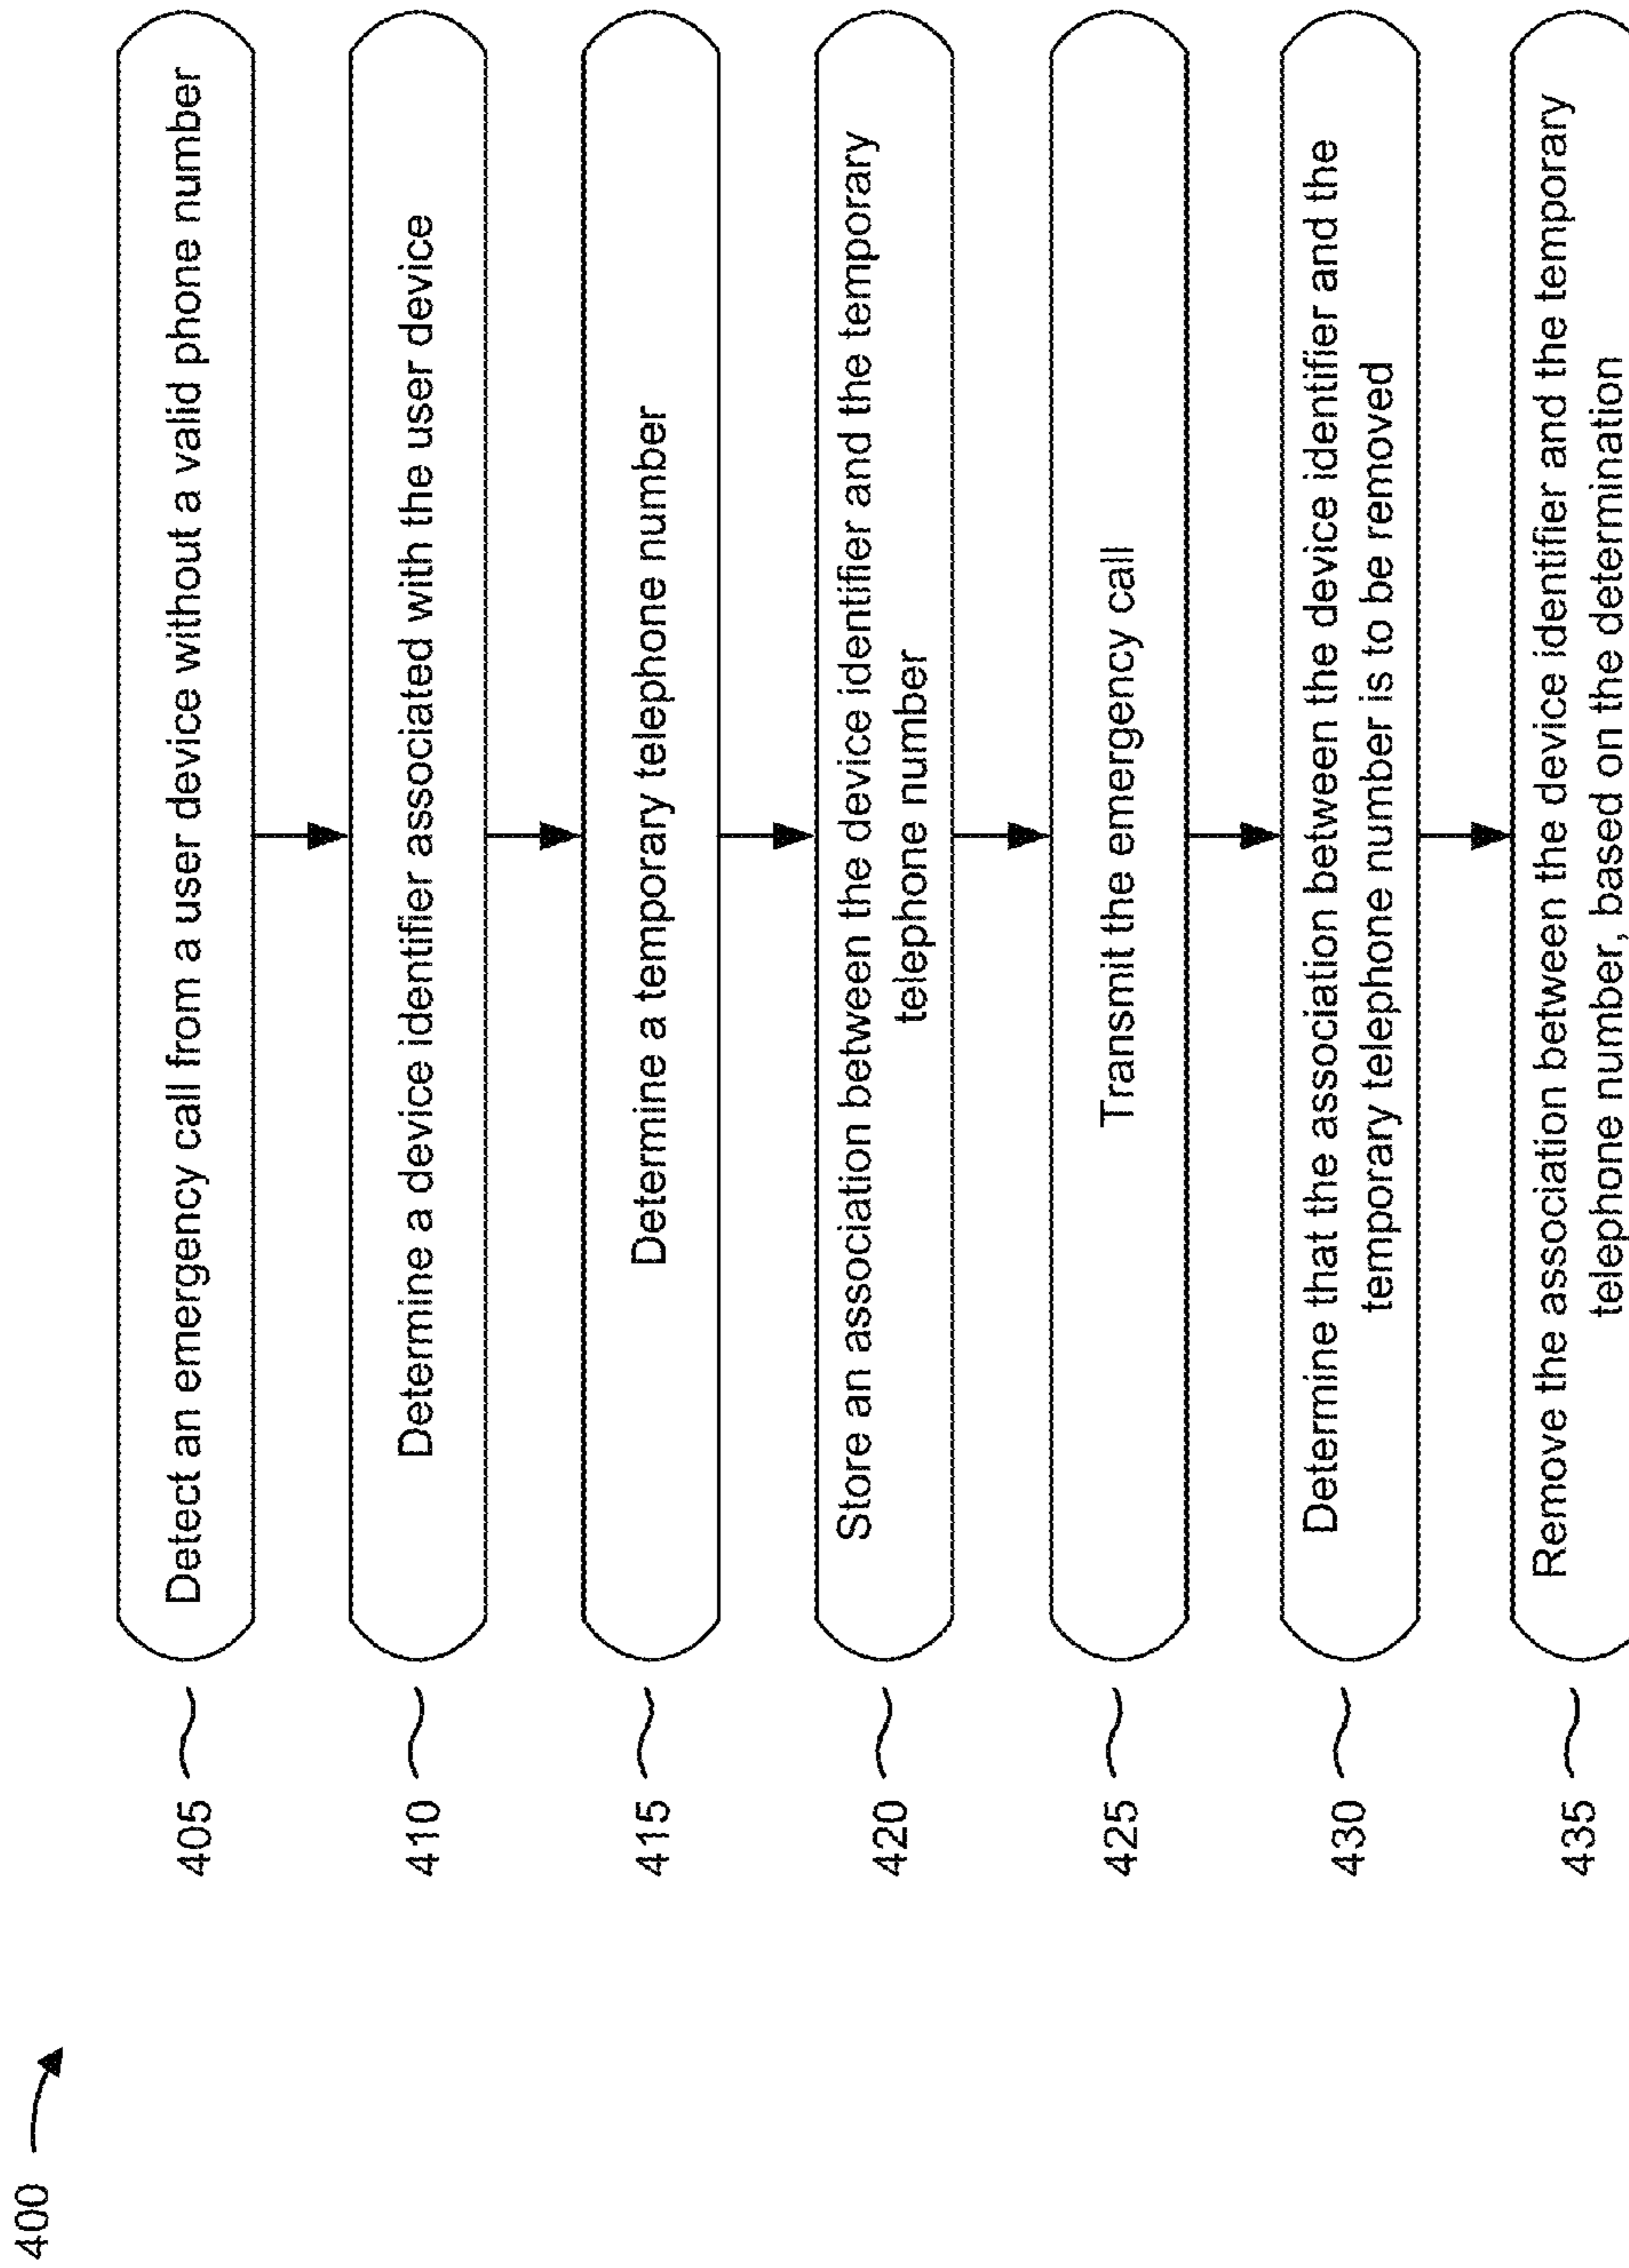 400
405
Detect an emergency call from a user device without a valid phone number
410
Determine a device identifier associated with the user device
415
Determine a temporary telephone number
420
Store an association between the device identifier and the temporary
telephone number
425
Transmit the emergency call
430
Determine that the association between the device identifier and the
temporary telephone number is to be removed
435
Remove the association between the device identifier and the temporary
telephone number, based on the determination